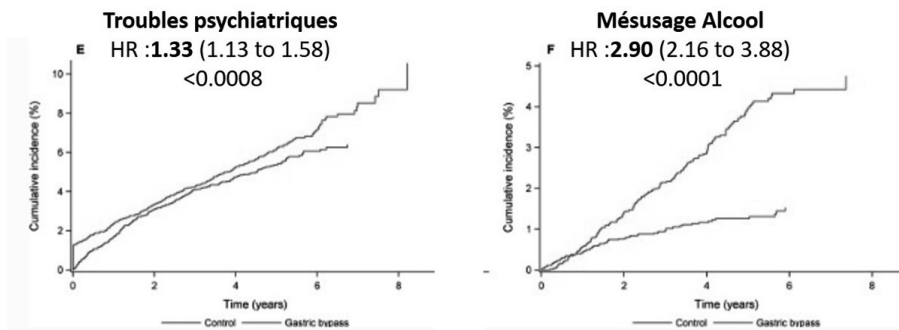 Troubles psychiatriques
E HR :1.33 (1.13 to 1.58)
<0.0008
10
8
6
4
2
0
Cumulative incidence (%)
0 2 4 6 8
Time (years)
Control Gastric bypass
Mésusage Alcool
F HR :2.90 (2.16 to 3.88)
<0.0001
5
4
3
2
1
0
Cumulative incidence (%)
0 2 4 6 8
Time (years)
Control Gastric bypass